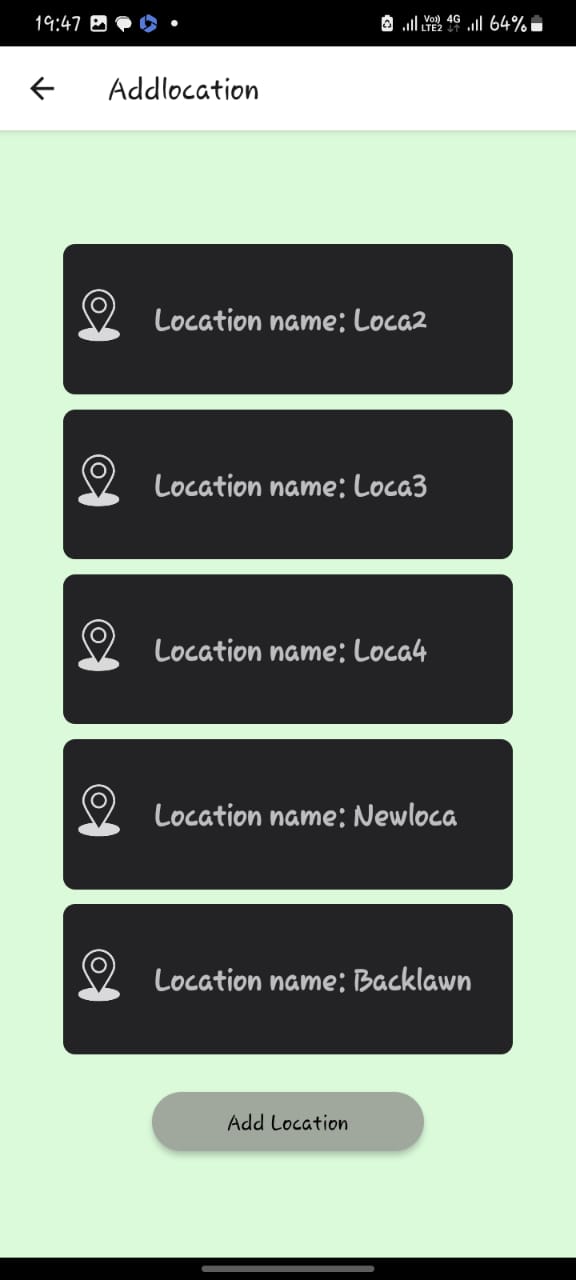 19:47 Vo)) LTE2 4G 64%
Addlocation
Location name: Loca2
Location name: Loca3
Location name: Loca4
Location name: Newloca
Location name: Backlawn
Add Location